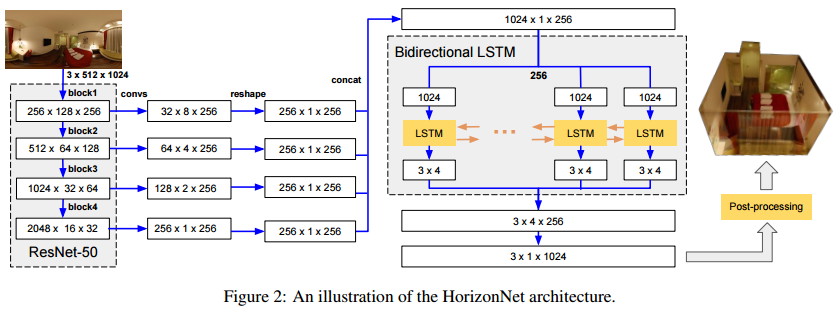 3 x 512 x 1024
block1
convs
reshape
concat
256 x 128 x 256
32 x 8 x 256
256 x 1 x 256
block2
512 x 64 x 128
64 x 4 x 256
256 x 1 x 256
block3
1024 x 32 x 64
128 x 2 x 256
256 x 1 x 256
block4
2048 x 16 x 32
256 x 1 x 256
256 x 1 x 256
ResNet-50
1024 x 1 x 256
Bidirectional LSTM
256
1024
1024
1024
LSTM
LSTM
LSTM
3 x 4
3 x 4
3 x 4
3 x 4 x 256
3 x 1 x 1024
Post-processing
Figure 2: An illustration of the HorizonNet architecture.